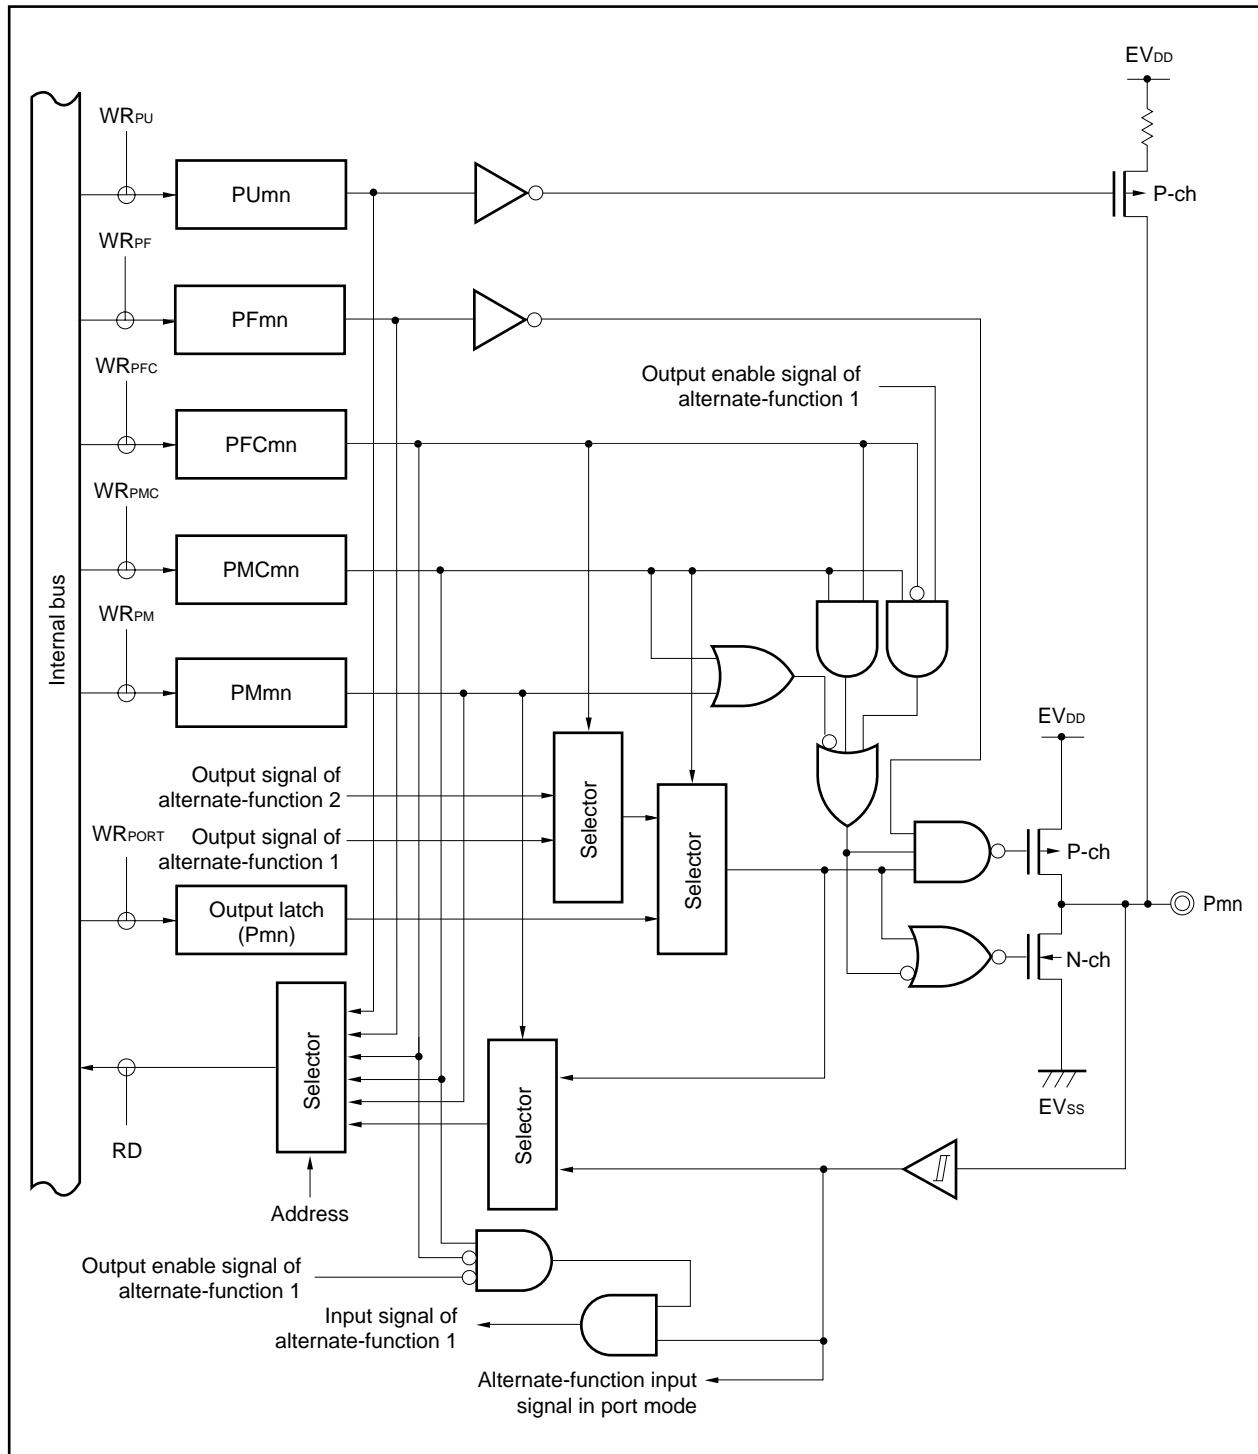 EVDD
WRPU
PUmn
P-ch
WRPF
PFmn
WRPFC
Output enable signal of
alternate-function 1
PFCmn
WRPMC
PMCmn
Internal bus
WRPM
PMmn
EVDD
Output signal of
alternate-function 2
Selector
WRPORT
Output signal of
alternate-function 1
Selector
P-ch
Output latch
(Pmn)
Pmn
N-ch
Selector
Selector
EVSS
RD
Address
Output enable signal of
alternate-function 1
Input signal of
alternate-function 1
Alternate-function input
signal in port mode